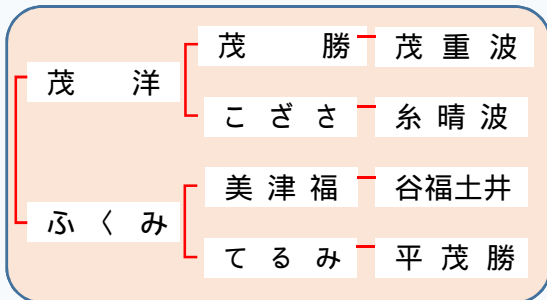 茂勝 茂重波
茂洋
こざさ 糸晴波
美津福 谷福土井
ふくみ
てるみ 平茂勝